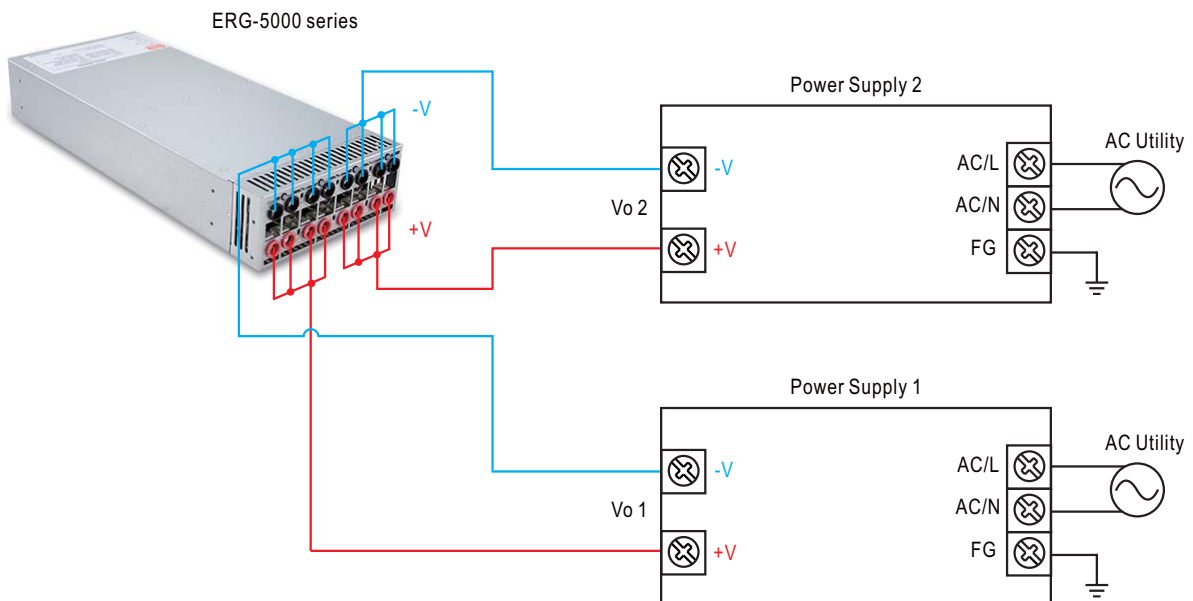 ERG-5000 series
-V
+V
Power Supply 2
-V
Vo 2
+V
AC/L
AC/N
FG
AC Utility
Power Supply 1
-V
Vo 1
+V
AC/L
AC/N
FG
AC Utility